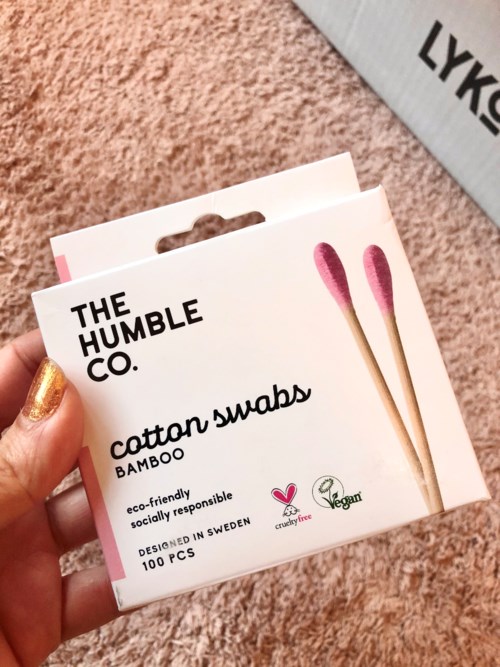 LYKO
THE
HUMBLE
CO.
cotton swabs
BAMBOO
eco-friendly
socially responsible
DESIGNED IN SWEDEN
100 PCS
crueltyfree
Vegan